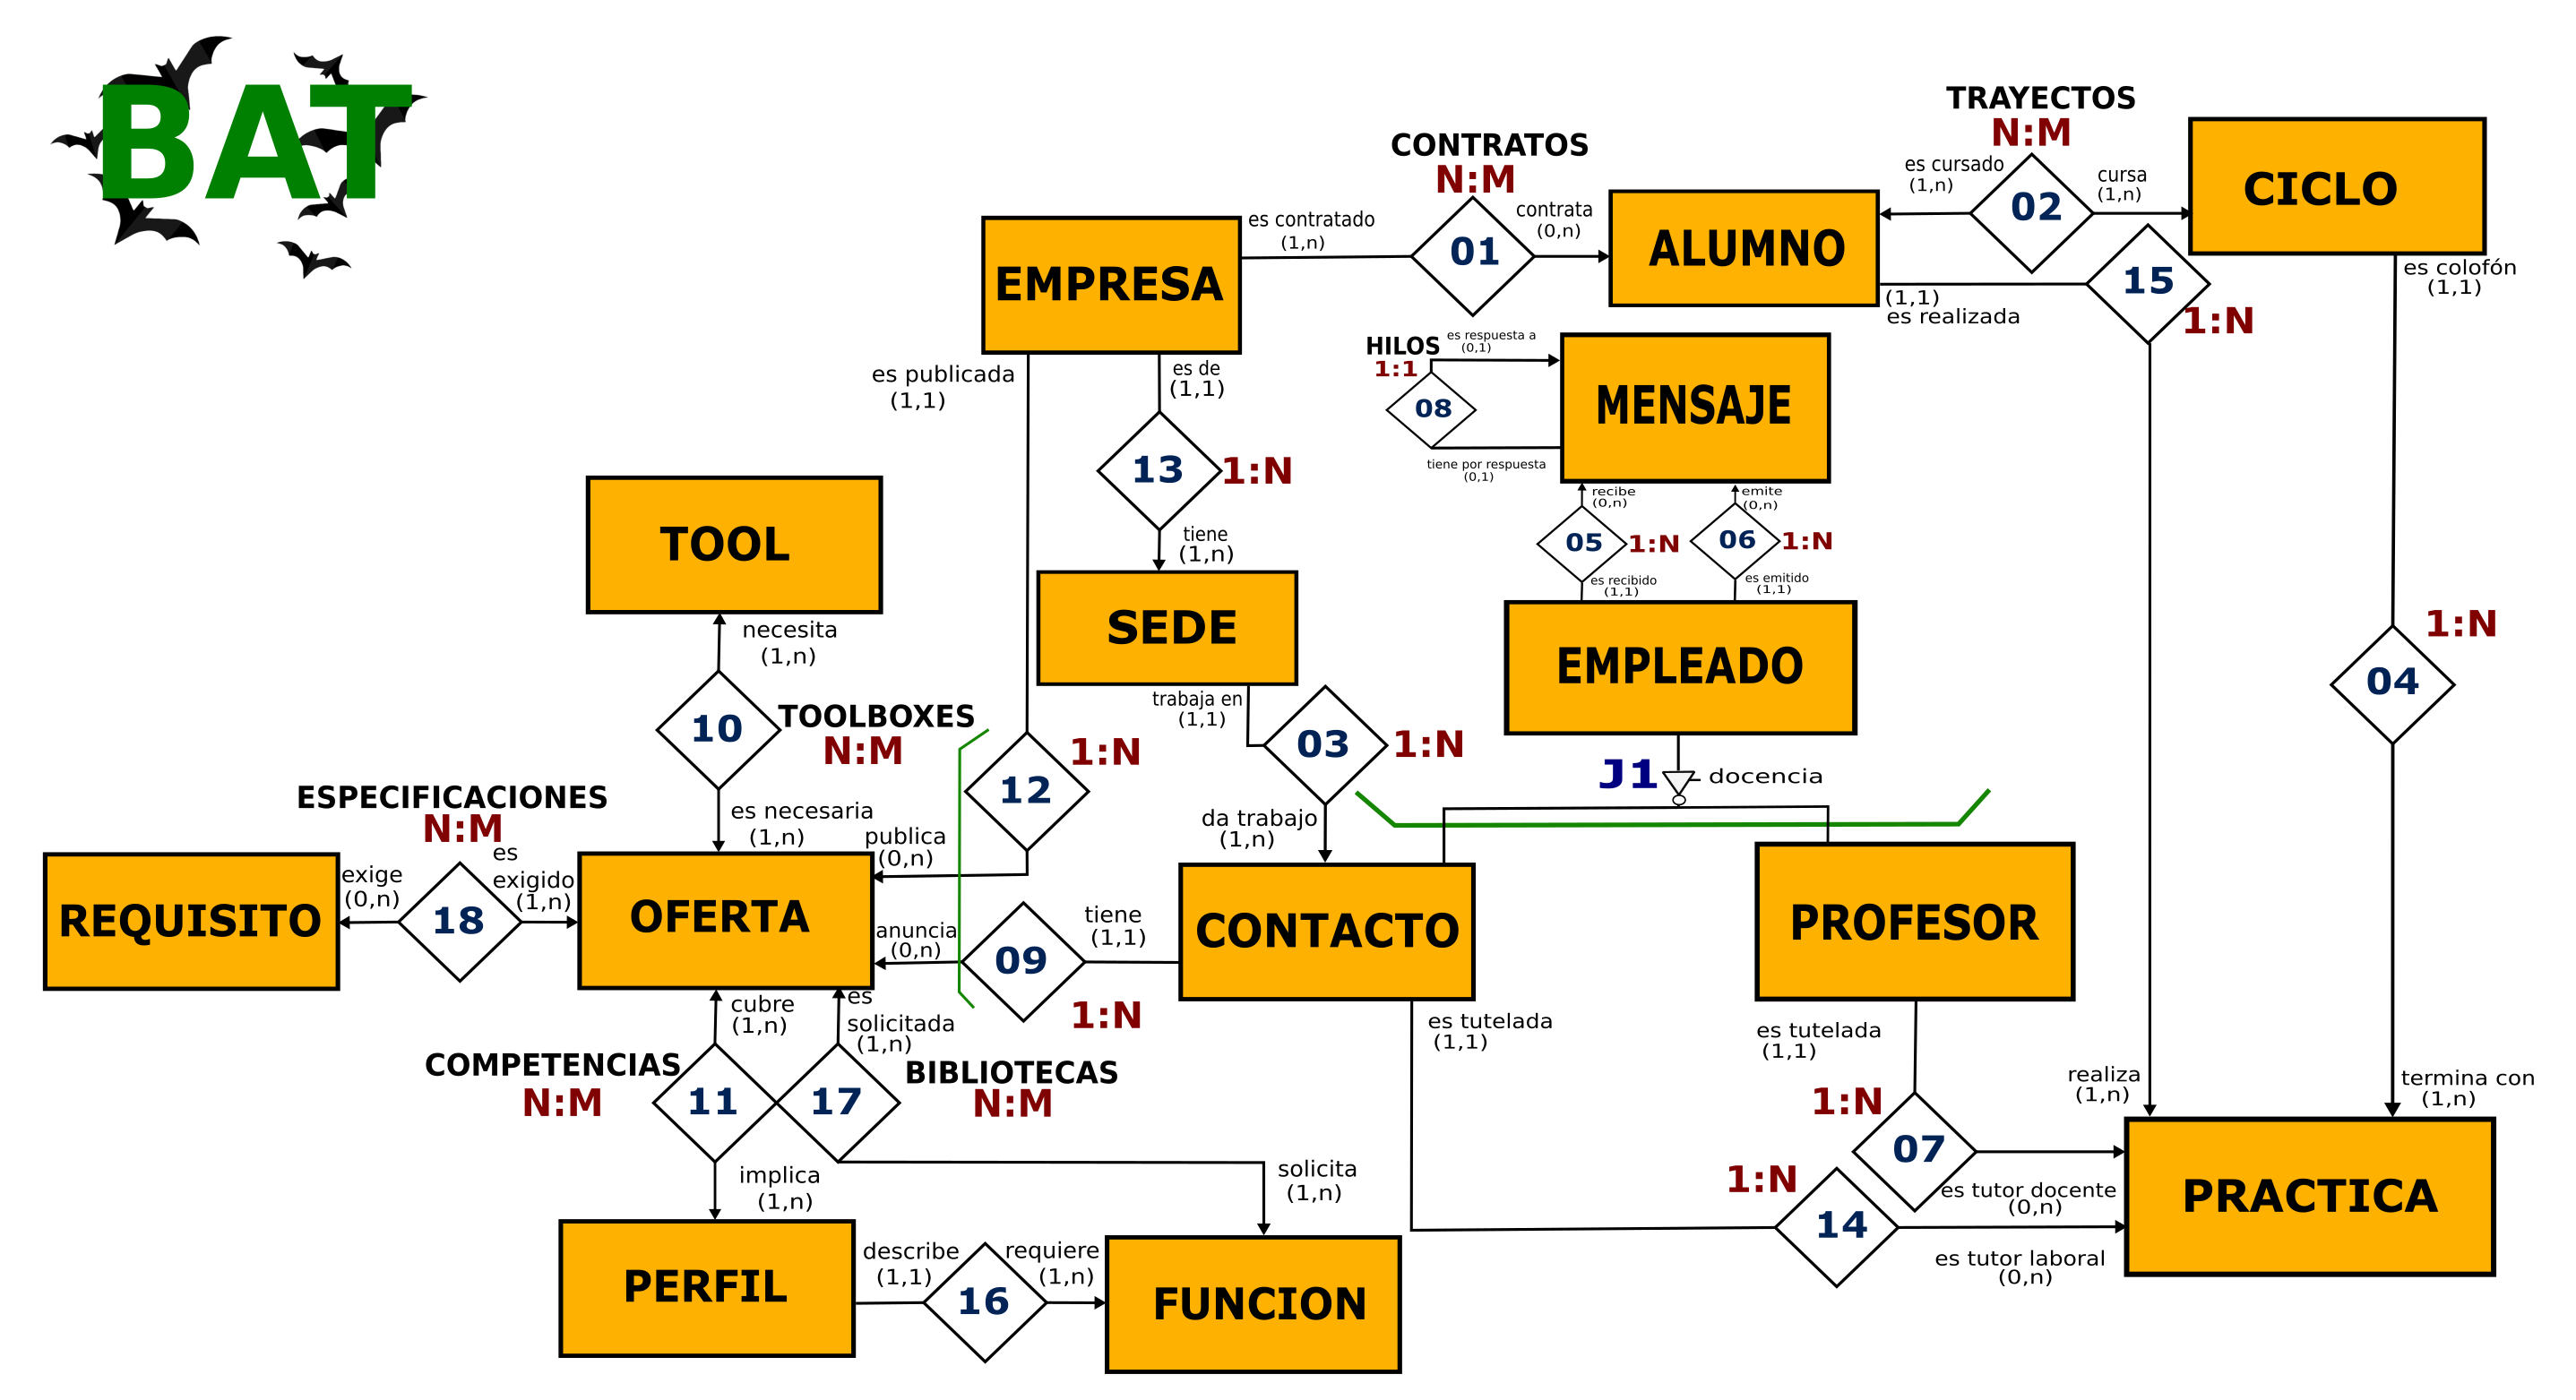 BAT
TRAYECTOS
N:M
es cursado
(1,n)
02
cursa
(1,n)
CICLO
CONTRATOS
N:M
es contratado
(1,n)
01
contrata
(0,n)
ALUMNO
EMPRESA
15
1:N
(1,1)
es realizada
es colofón
(1,1)
HILOS
1:1
es respuesta a
(0,1)
08
MENSAJE
tiene por respuesta
(0,1)
es publicada
(1,1)
es de
(1,1)
13
1:N
tiene
(1,n)
recibe
(0,n)
emite
(0,n)
05
1:N
06
1:N
es recibido
(1,1)
es emitido
(1,1)
TOOL
necesita
(1,n)
SEDE
EMPLEADO
1:N
04
trabaja en
(1,1)
03
1:N
10
TOOLBOXES
N:M
12
1:N
J1
docencia
ESPECIFICACIONES
N:M
es necesaria
(1,n)
publica
(0,n)
da trabajo
(1,n)
REQUISITO
exige
(0,n)
18
es
exigido
(1,n)
OFERTA
anuncia
(0,n)
09
1:N
tiene
(1,1)
CONTACTO
PROFESOR
cubre
(1,n)
es
solicitada
(1,n)
es tutelada
(1,1)
es tutelada
(1,1)
COMPETENCIAS
N:M
11
17
BIBLIOTECAS
N:M
realiza
(1,n)
termina con
(1,n)
1:N
07
implica
(1,n)
solicita
(1,n)
1:N
14
es tutor docente
(0,n)
PRACTICA
es tutor laboral
(0,n)
PERFIL
describe
(1,1)
16
requiere
(1,n)
FUNCION